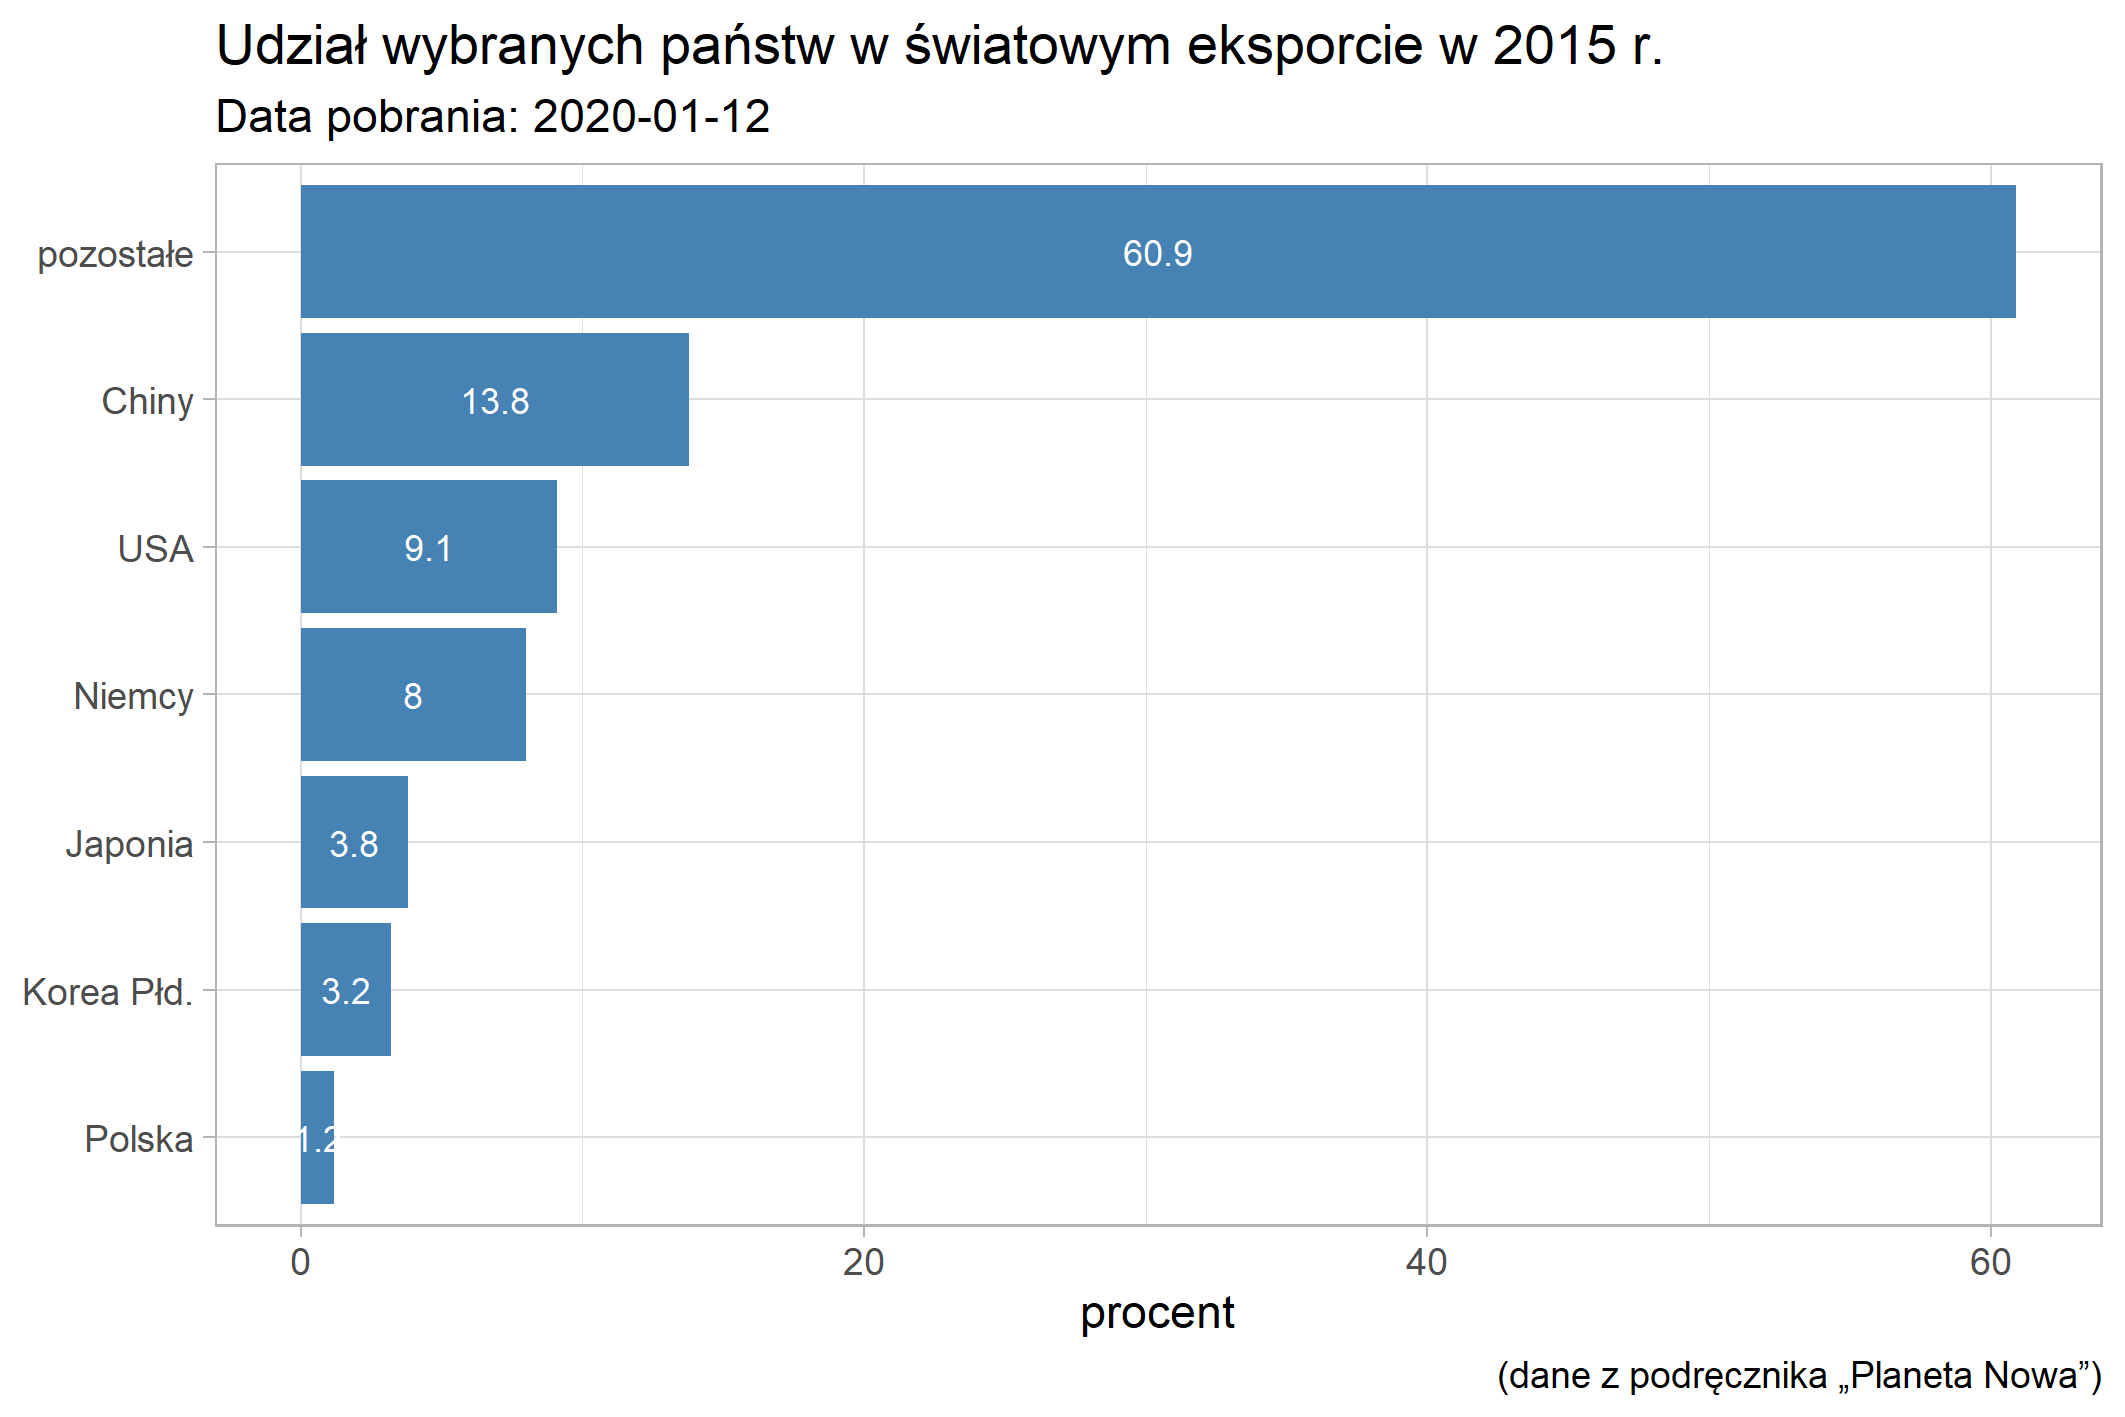 Udział wybranych państw w światowym eksporcie w 2015 r.
Data pobrania: 2020-01-12
pozostałe
60.9
Chiny
13.8
USA
9.1
Niemcy
8
Japonia
3.8
Korea Płd.
3.2
Polska
1.2
0 20 40 60
procent
(dane z podręcznika „Planeta Nowa”)